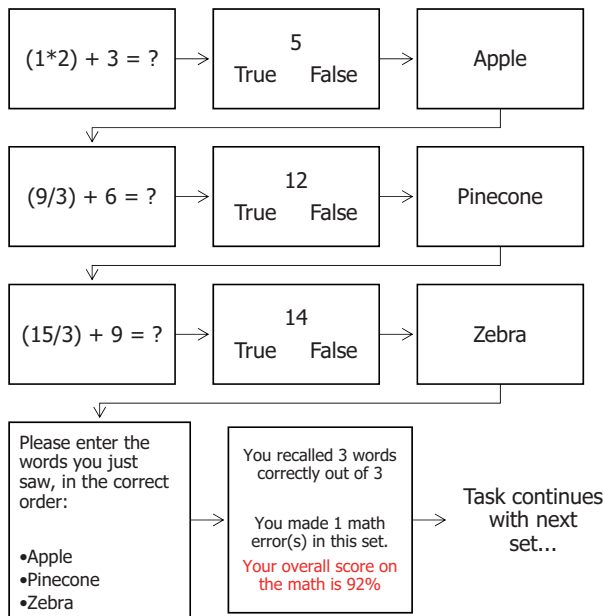 (1*2) + 3 = ?
5
True False
Apple
(9/3) + 6 = ?
12
True False
Pinecone
(15/3) + 9 = ?
14
True False
Zebra
Please enter the
words you just
saw, in the correct
order:
•Apple
•Pinecone
•Zebra
You recalled 3 words
correctly out of 3
You made 1 math
error(s) in this set.
Your overall score on
the math is 92%
Task continues
with next
set...